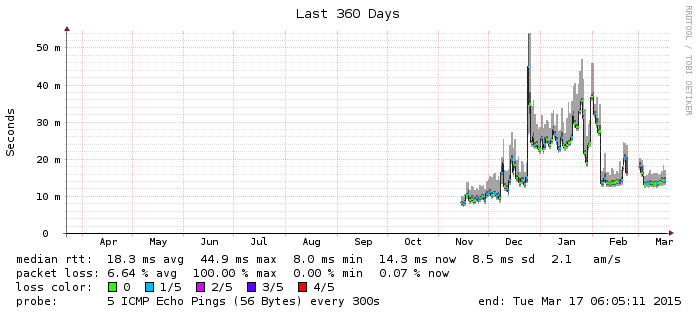 Last 360 Days
RRDTOOL / TOBI OETIKER
Seconds
50 m
40 m
30 m
20 m
10 m
0
Apr May Jun Jul Aug Sep Oct Nov Dec Jan Feb Mar
median rtt: 18.3 ms avg 44.9 ms max 8.0 ms min 14.3 ms now 8.5 ms sd 2.1 am/s
packet loss: 6.64 % avg 100.00 % max 0.00 % min 0.07 % now
loss color: 0 1/5 2/5 3/5 4/5
probe: 5 ICMP Echo Pings (56 Bytes) every 300s end: Tue Mar 17 06:05:11 2015